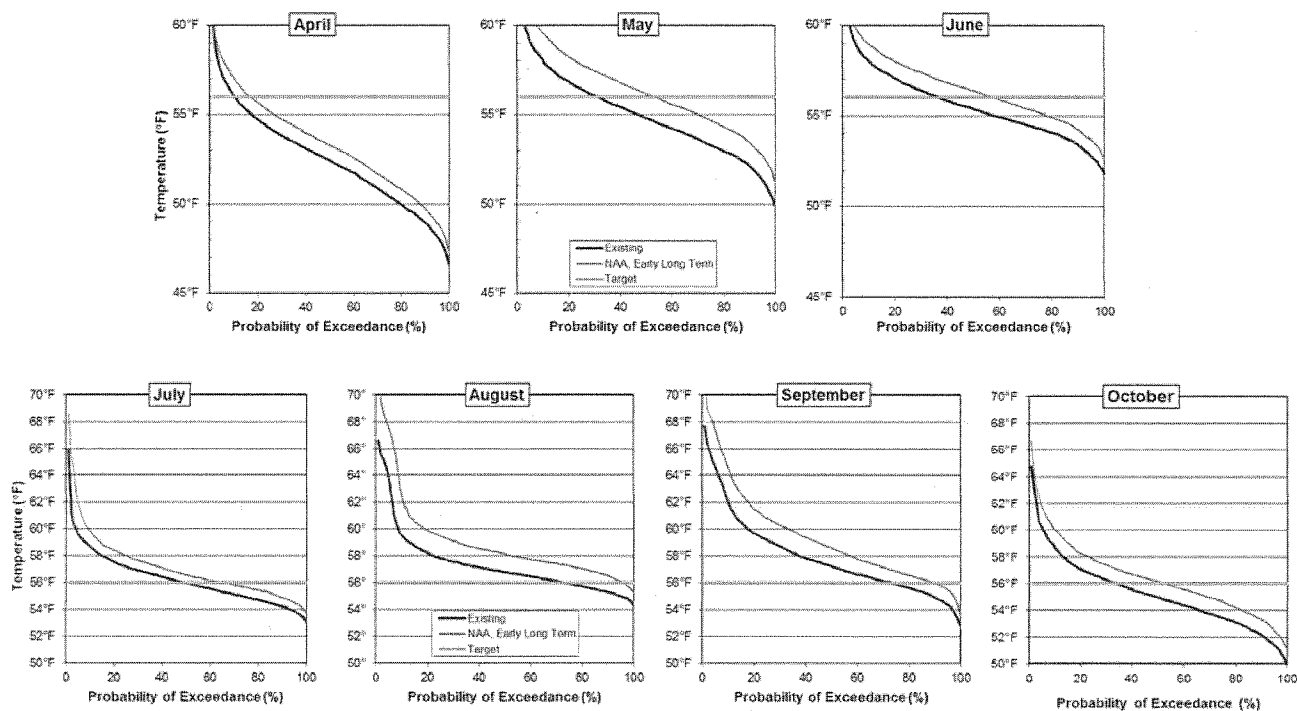 April
60°F
55°F
50°F
45°F
Temperature (°F)
0 20 40 60 80 100
Probability of Exceedance (%)
May
60°F
55°F
50°F
45°F
Existing
NAA, Early Long Term
Target
0 20 40 60 80 100
Probability of Exceedance (%)
June
60°F
55°F
50°F
45°F
0 20 40 60 80 100
Probability of Exceedance (%)
July
70°F
68°F
66°F
64°F
62°F
60°F
58°F
56°F
54°F
52°F
50°F
Temperature (°F)
0 20 40 60 80 100
Probability of Exceedance (%)
August
70°
68°
66°
64°
62°
60°
58°
56°
54°
52°
50°
Existing
NAA, Early Long Term
Target
0 20 40 60 80 100
Probability of Exceedance (%)
September
70°F
68°F
66°F
64°F
62°F
60°F
58°F
56°F
54°F
52°F
50°F
0 20 40 60 80 100
Probability of Exceedance (%)
October
70°F
68°F
66°F
64°F
62°F
60°F
58°F
56°F
54°F
52°F
50°F
0 20 40 60 80 100
Probability of Exceedance (%)